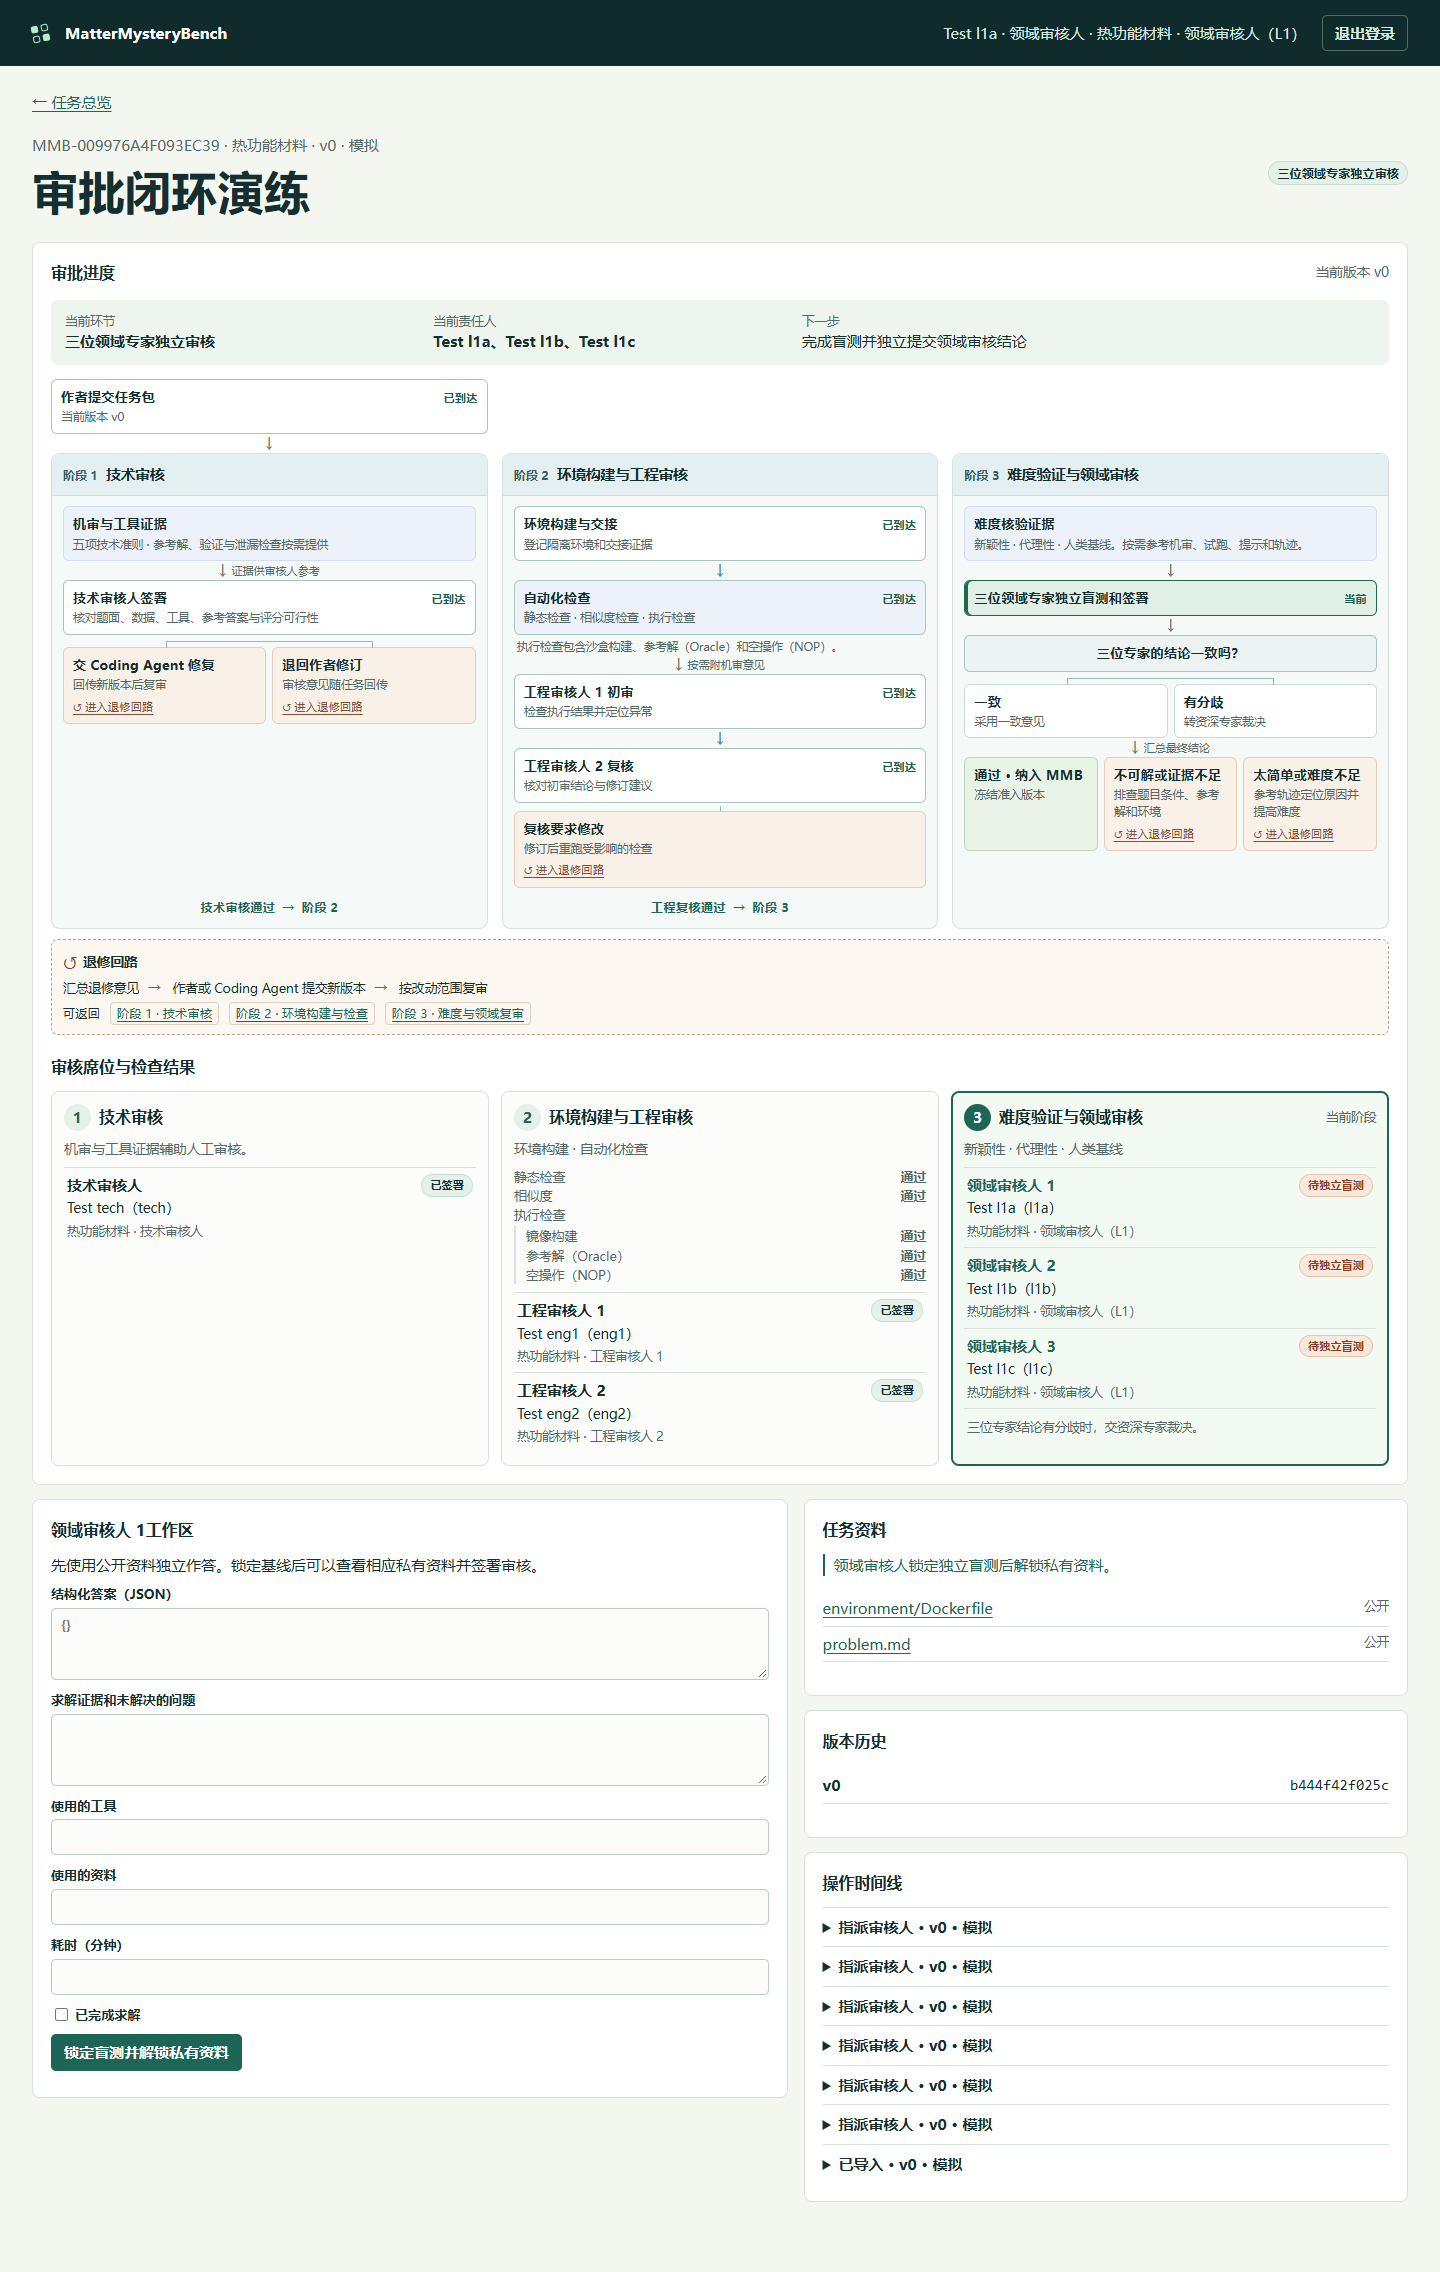 MatterMysteryBench
Test l1a · 领域审核人 · 热功能材料 · 领域审核人（L1）
退出登录
← 任务总览
MMB-009976A4F093EC39 · 热功能材料 · v0 · 模拟
审批闭环演练
三位领域专家独立审核
审批进度
当前版本 v0
当前环节
三位领域专家独立审核
当前责任人
Test l1a、Test l1b、Test l1c
下一步
完成盲测并独立提交领域审核结论
作者提交任务包
已到达
当前版本 v0
↓
阶段 1 技术审核
机审与工具证据
五项技术准则 · 参考解、验证与泄漏检查按需提供
↓ 证据供审核人参考
技术审核人签署
已到达
核对题面、数据、工具、参考答案与评分可行性
交 Coding Agent 修复
回传新版本后复审
↺ 进入退修回路
退回作者修订
审核意见随任务回传
↺ 进入退修回路
技术审核通过 → 阶段 2
阶段 2 环境构建与工程审核
环境构建与交接
已到达
登记隔离环境和交接证据
↓
自动化检查
已到达
静态检查 · 相似度检查 · 执行检查
执行检查包含沙盒构建、参考解（Oracle）和空操作（NOP）。
↓ 按需附机审意见
工程审核人 1 初审
已到达
检查执行结果并定位异常
↓
工程审核人 2 复核
已到达
核对初审结论与修订建议
复核要求修改
修订后重跑受影响的检查
↺ 进入退修回路
工程复核通过 → 阶段 3
阶段 3 难度验证与领域审核
难度核验证据
新颖性 · 代理性 · 人类基线。按需参考机审、试跑、提示和轨迹。
↓
三位领域专家独立盲测和签署
当前
↓
三位专家的结论一致吗？
一致
采用一致意见
有分歧
转资深专家裁决
↓ 汇总最终结论
通过 • 纳入 MMB
冻结准入版本
不可解或证据不足
排查题目条件、参考
解和环境
↺ 进入退修回路
太简单或难度不足
参考轨迹定位原因并
提高难度
↺ 进入退修回路
↺ 退修回路
汇总退修意见 → 作者或 Coding Agent 提交新版本 → 按改动范围复审
可返回 阶段 1 · 技术审核 阶段 2 · 环境构建与检查 阶段 3 · 难度与领域复审
审核席位与检查结果
1 技术审核
机审与工具证据辅助人工审核。
技术审核人
已签署
Test tech（tech）
热功能材料 · 技术审核人
2 环境构建与工程审核
环境构建 · 自动化检查
静态检查 通过
相似度 通过
执行检查
镜像构建 通过
参考解（Oracle） 通过
空操作（NOP） 通过
工程审核人 1
已签署
Test eng1（eng1）
热功能材料 · 工程审核人 1
工程审核人 2
已签署
Test eng2（eng2）
热功能材料 · 工程审核人 2
3 难度验证与领域审核
当前阶段
新颖性 · 代理性 · 人类基线
领域审核人 1
待独立盲测
Test l1a（l1a）
热功能材料 · 领域审核人（L1）
领域审核人 2
待独立盲测
Test l1b（l1b）
热功能材料 · 领域审核人（L1）
领域审核人 3
待独立盲测
Test l1c（l1c）
热功能材料 · 领域审核人（L1）
三位专家结论有分歧时，交资深专家裁决。
领域审核人 1工作区
先使用公开资料独立作答。锁定基线后可以查看相应私有资料并签署审核。
结构化答案（JSON）
{}
求解证据和未解决的问题
使用的工具
使用的资料
耗时（分钟）
已完成求解
锁定盲测并解锁私有资料
任务资料
领域审核人锁定独立盲测后解锁私有资料。
environment/Dockerfile 公开
problem.md 公开
版本历史
v0 b444f42f025c
操作时间线
▶ 指派审核人 • v0 • 模拟
▶ 指派审核人 • v0 • 模拟
▶ 指派审核人 • v0 • 模拟
▶ 指派审核人 • v0 • 模拟
▶ 指派审核人 • v0 • 模拟
▶ 指派审核人 • v0 • 模拟
▶ 已导入 • v0 • 模拟